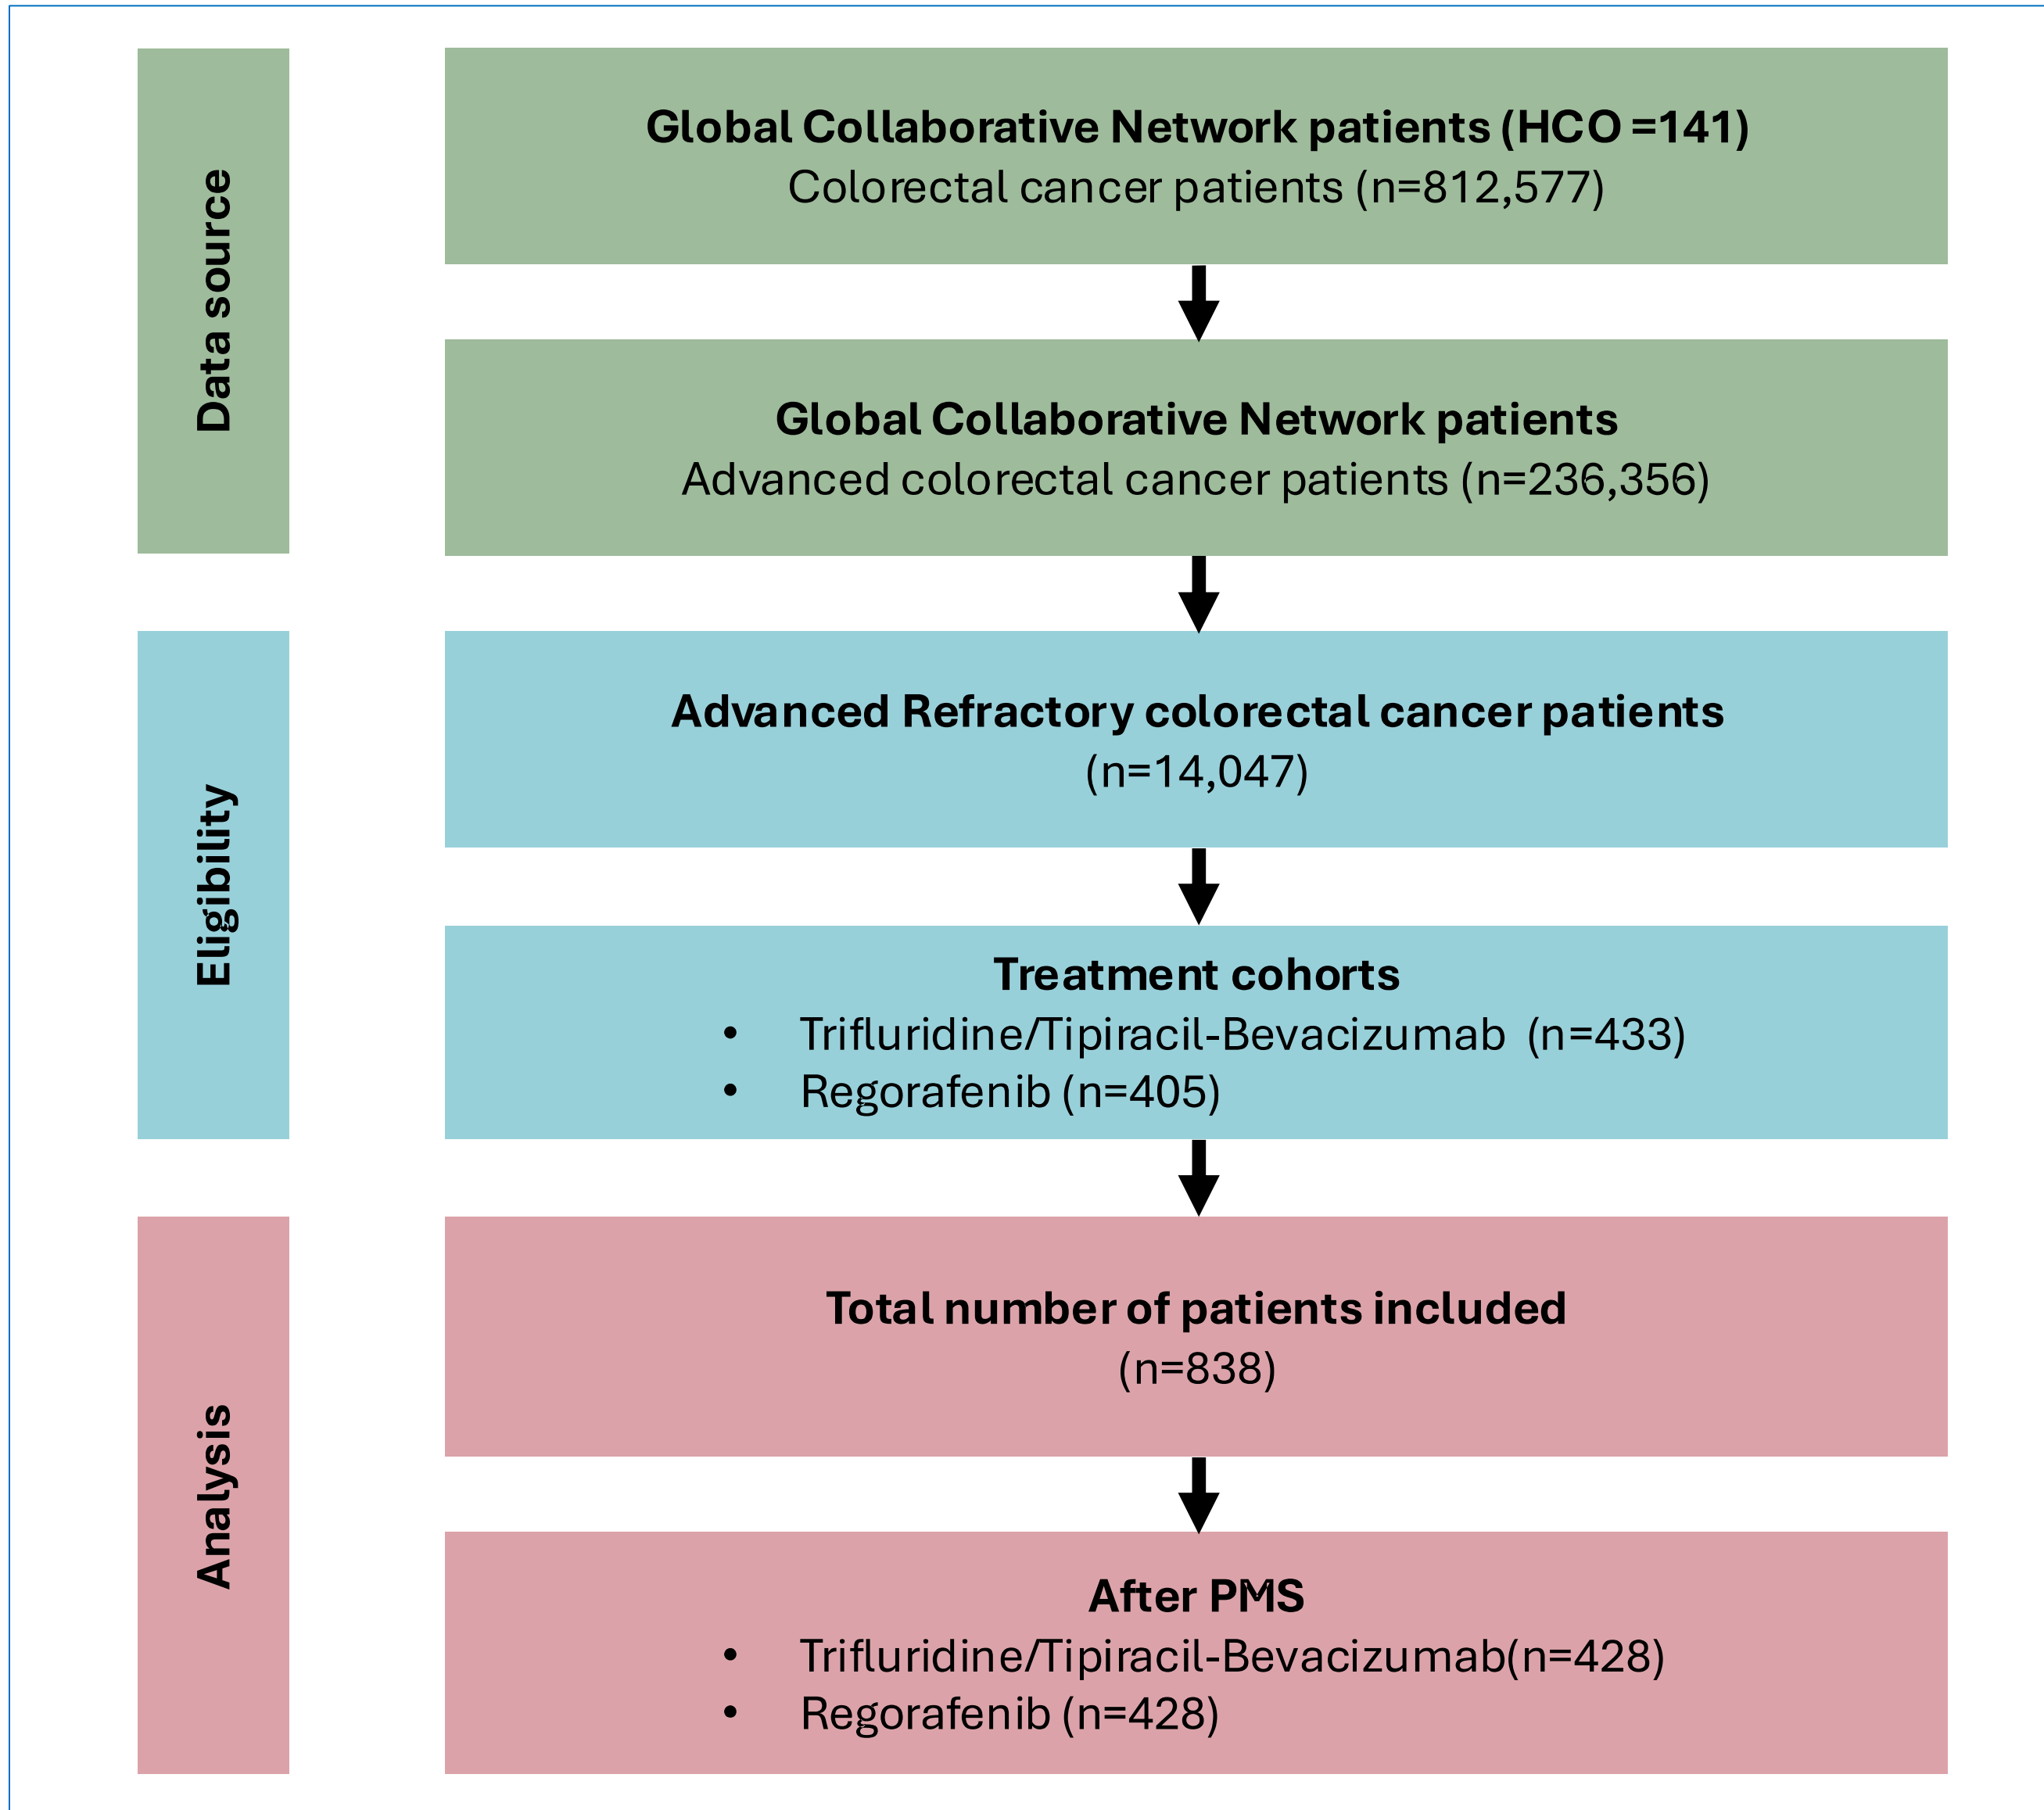 Data source
Global Collaborative Network patients (HCO =141)
Colorectal cancer patients (n=812,577)
Global Collaborative Network patients
Advanced colorectal cancer patients (n=236,356)
Eligibility
Advanced Refractory colorectal cancer patients
(n=14,047)
Treatment cohorts
• Trifluridine/Tipiracil-Bevacizumab (n=433)
• Regorafenib (n=405)
Analysis
Total number of patients included
(n=838)
After PMS
• Trifluridine/Tipiracil-Bevacizumab(n=428)
• Regorafenib (n=428)